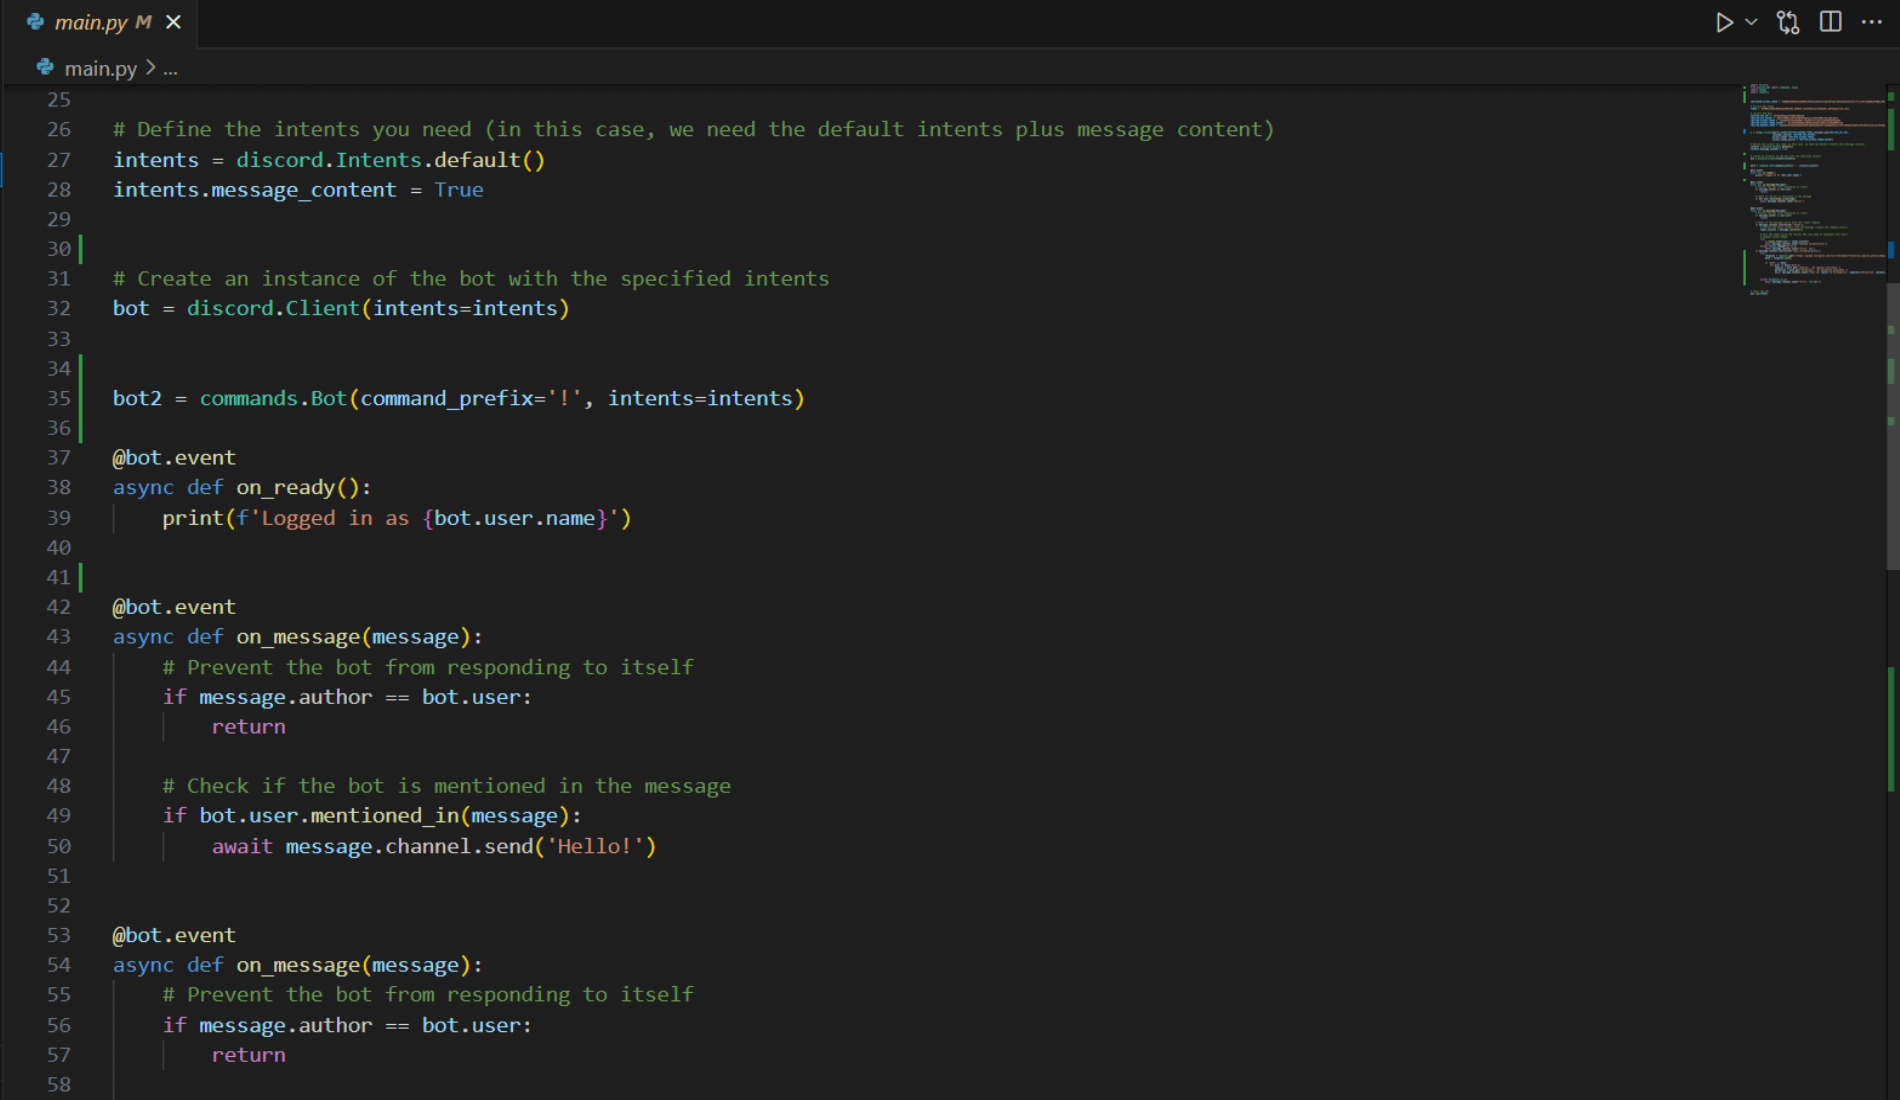 main.py M
main.py > ...
25
26 # Define the intents you need (in this case, we need the default intents plus message content)
27 intents = discord.Intents.default()
28 intents.message_content = True
29
30
31 # Create an instance of the bot with the specified intents
32 bot = discord.Client(intents=intents)
33
34
35 bot2 = commands.Bot(command_prefix='!', intents=intents)
36
37 @bot.event
38 async def on_ready():
39     print(f'Logged in as {bot.user.name}')
40
41
42 @bot.event
43 async def on_message(message):
44     # Prevent the bot from responding to itself
45     if message.author == bot.user:
46         return
47
48     # Check if the bot is mentioned in the message
49     if bot.user.mentioned_in(message):
50         await message.channel.send('Hello!')
51
52
53 @bot.event
54 async def on_message(message):
55     # Prevent the bot from responding to itself
56     if message.author == bot.user:
57         return
58